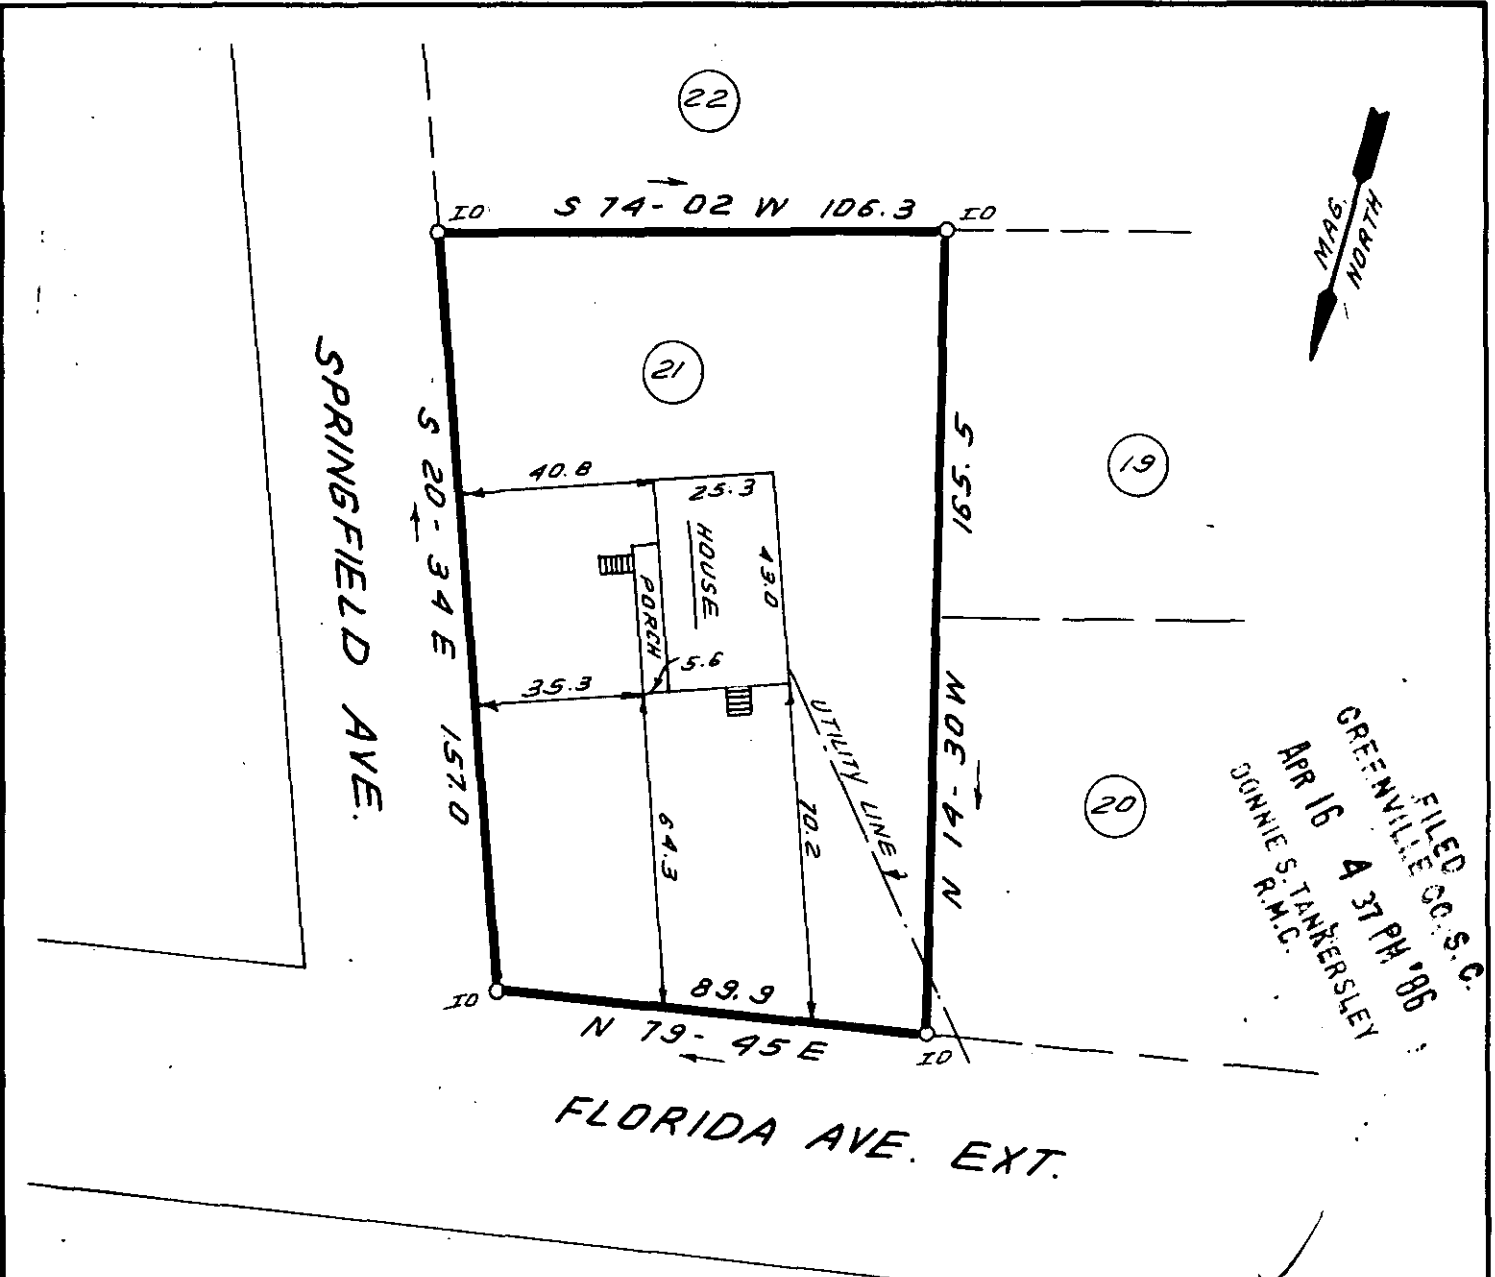 22
IO
S 74-02 W 106.3
IO
MAG.
NORTH
21
SPRINGFIELD AVE.
S 20-34 E 157.0
165.5
19
40.8
25.3
HOUSE
43.0
PORCH
5.6
35.3
UTILITY LINE
N 14-30W
20
64.3
70.2
FILED
GREENVILLE CO. S. C.
APR 16 4 37 PM '86
DONNIE S. TANKERSLEY
R.M.C.
IO
89.9
N 79-45 E
IO
FLORIDA AVE. EXT.